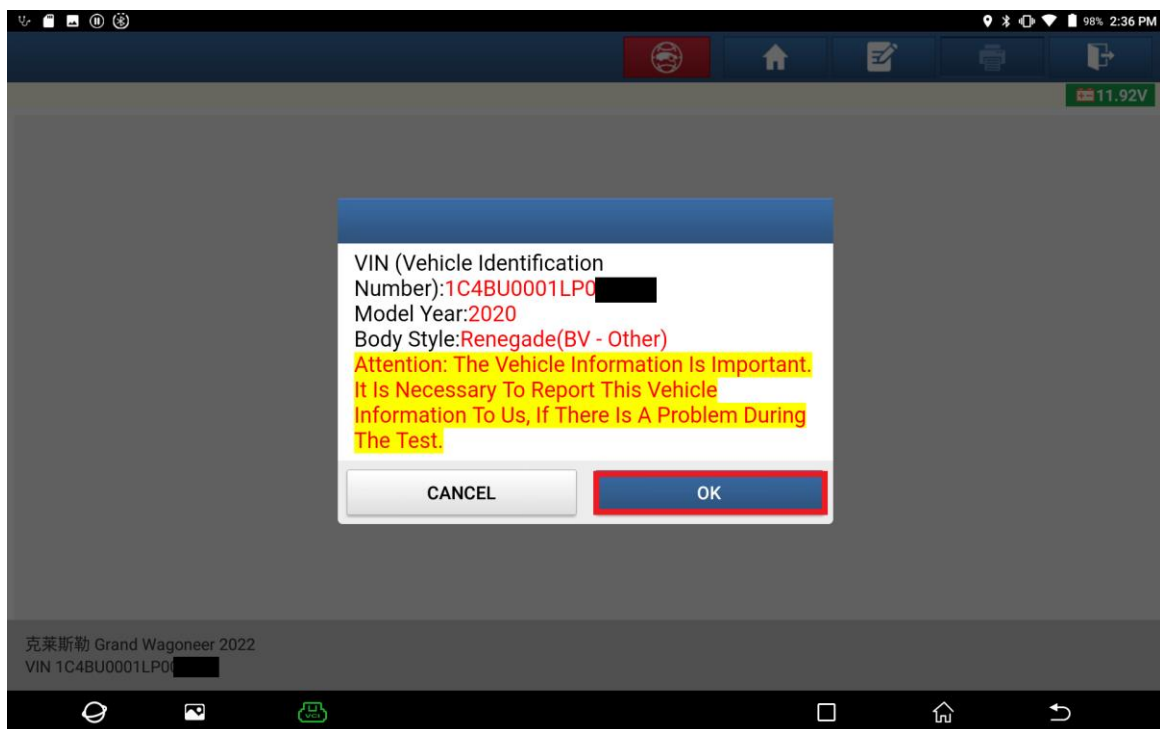 98% 2:36 PM
11.92V
VIN (Vehicle Identification
Number):1C4BU0001LP0
Model Year:2020
Body Style:Renegade(BV - Other)
Attention: The Vehicle Information Is Important.
It Is Necessary To Report This Vehicle
Information To Us, If There Is A Problem During
The Test.
CANCEL OK
克莱斯勒 Grand Wagoneer 2022
VIN 1C4BU0001LP0
VCI